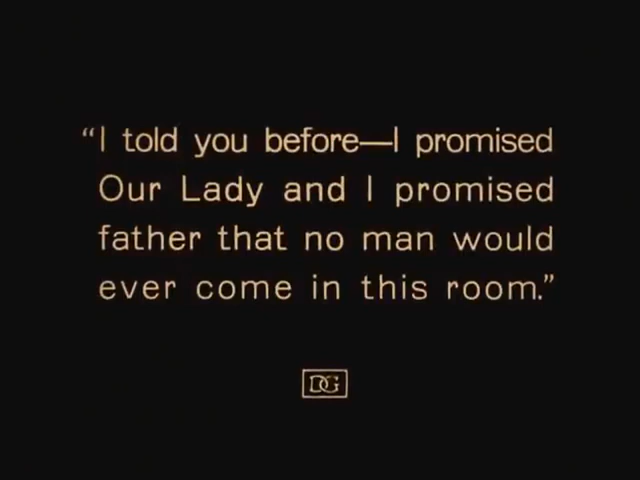 “I told you before—I promised
Our Lady and I promised
father that no man would
ever come in this room.”
DG